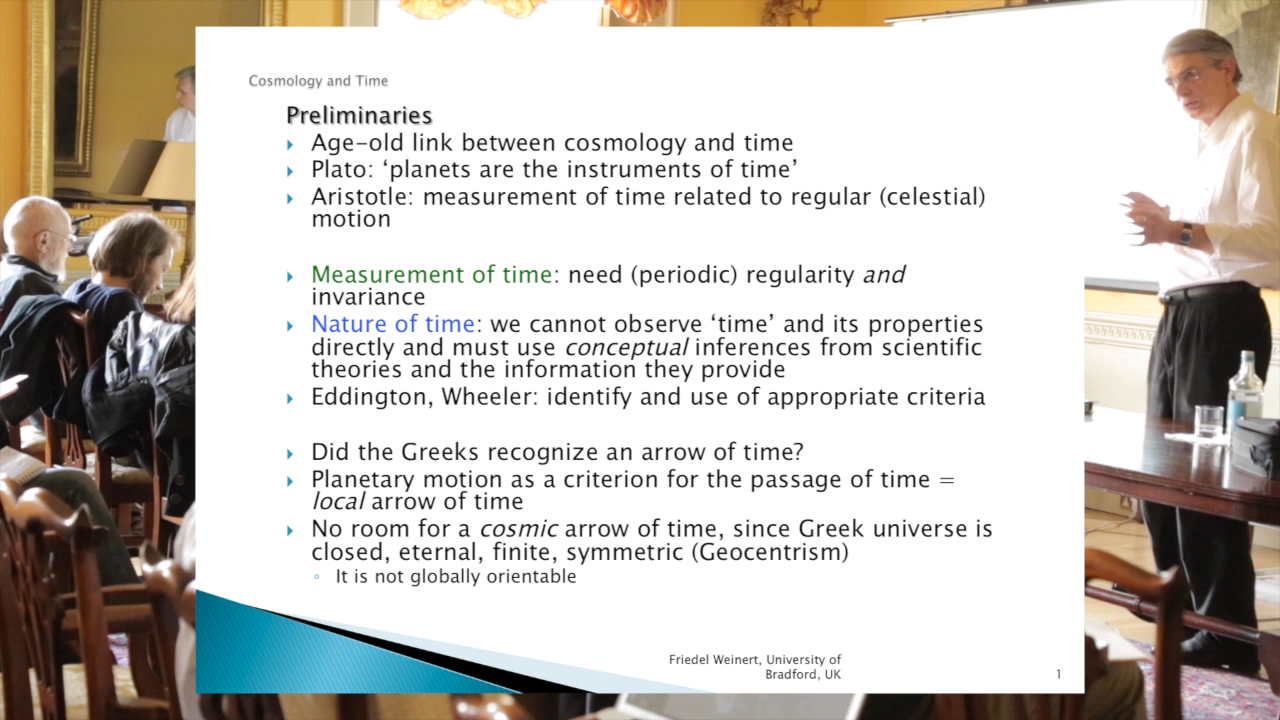 Cosmology and Time
Preliminaries
Age-old link between cosmology and time
Plato: ‘planets are the instruments of time’
Aristotle: measurement of time related to regular (celestial)
motion
Measurement of time: need (periodic) regularity and
invariance
Nature of time: we cannot observe ‘time’ and its properties
directly and must use conceptual inferences from scientific
theories and the information they provide
Eddington, Wheeler: identify and use of appropriate criteria
Did the Greeks recognize an arrow of time?
Planetary motion as a criterion for the passage of time =
local arrow of time
No room for a cosmic arrow of time, since Greek universe is
closed, eternal, finite, symmetric (Geocentrism)
It is not globally orientable
Friedel Weinert, University of
Bradford, UK
1